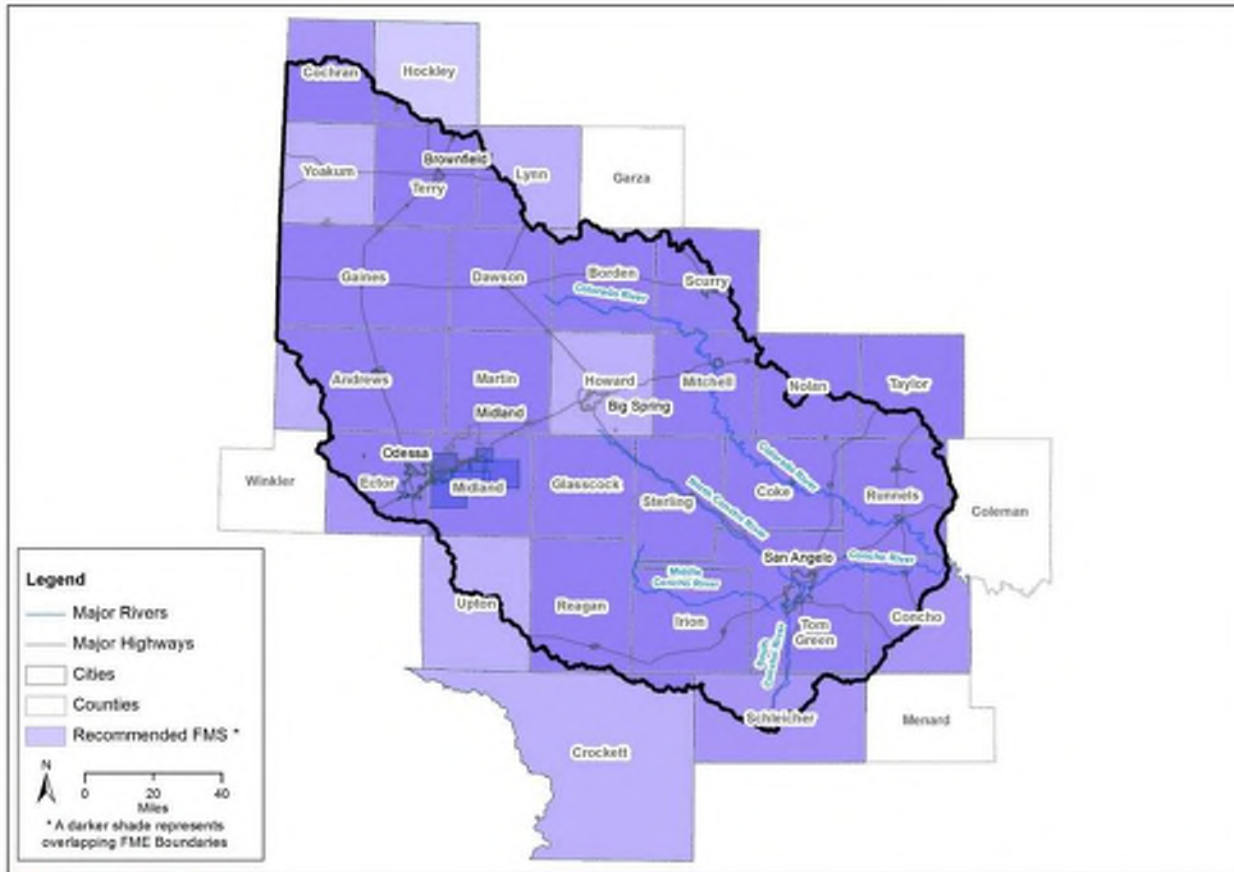 Cochran
Hockley
Brownfield
Yoakum
Lynn
Garza
Terry
Gaines
Dawson
Borden
Scurry
Colorado River
Andrews
Martin
Howard
Mitchell
Nolan
Taylor
Midland
Big Spring
Odessa
Winkler
Ector
Midland
Glasscock
Sterling
North Concho River
Coke
Colorado River
Runnels
Coleman
San Angelo
Concho River
Middle
Concho River
Upton
Reagan
Irion
Tom
Green
Concho
South
Concho River
Schleicher
Menard
Crockett
Legend
Major Rivers
Major Highways
Cities
Counties
Recommended FMS *
N
0 20 40
Miles
* A darker shade represents
overlapping FME Boundaries